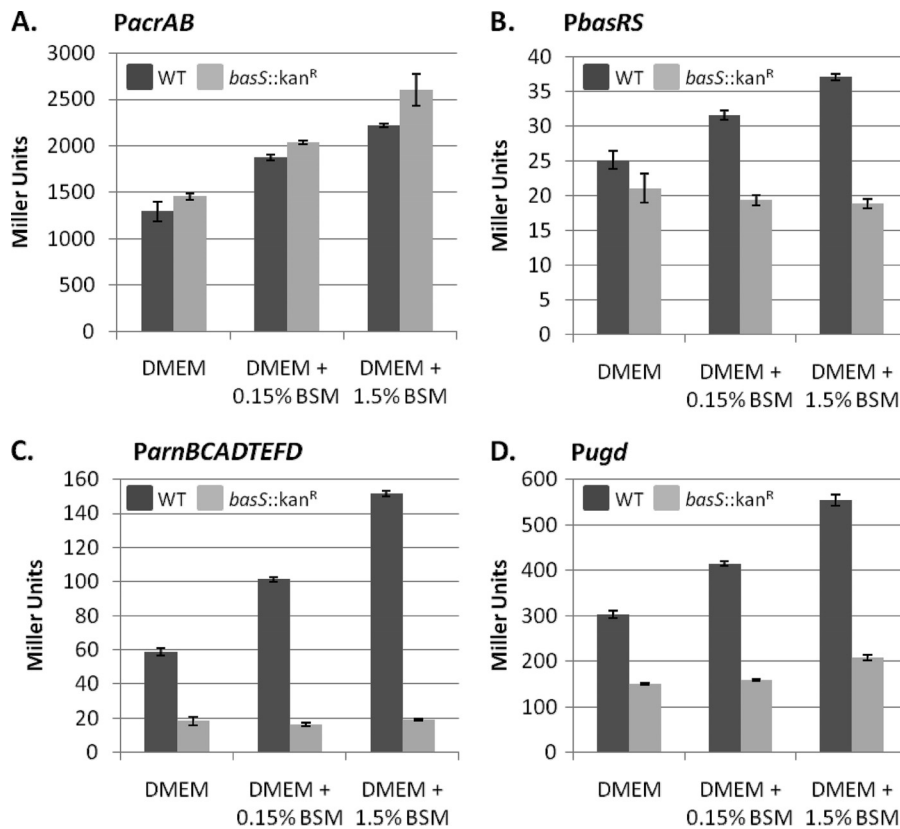 A. PacrAB
3000
2500
2000
1500
1000
500
0
Miller Units
WT basS::kanᴿ
DMEM DMEM + DMEM +
0.15% BSM 1.5% BSM
B. PbasRS
40
35
30
25
20
15
10
5
0
Miller Units
WT basS::kanᴿ
DMEM DMEM + DMEM +
0.15% BSM 1.5% BSM
C. ParnBCADTEFD
160
140
120
100
80
60
40
20
0
Miller Units
WT basS::kanᴿ
DMEM DMEM + DMEM +
0.15% BSM 1.5% BSM
D. Pugd
600
500
400
300
200
100
0
Miller Units
WT basS::kanᴿ
DMEM DMEM + DMEM +
0.15% BSM 1.5% BSM